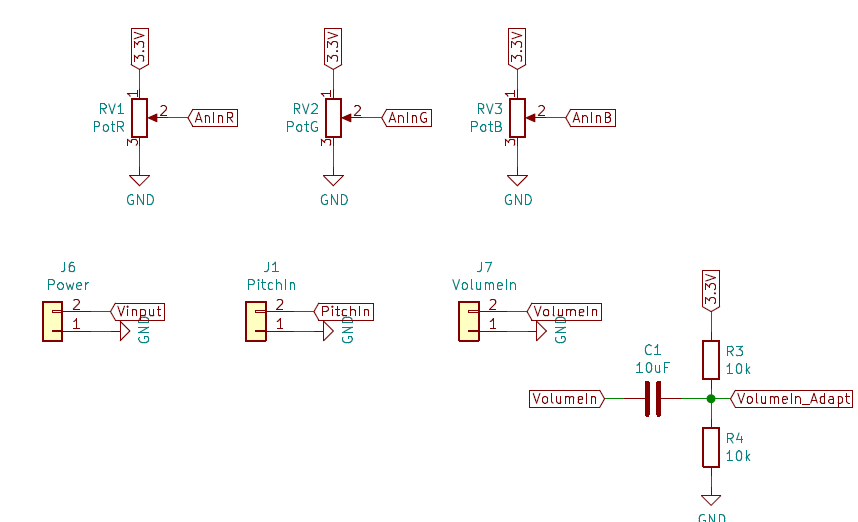 3.3V
3.3V
3.3V
1
1
1
RV1
2
AnInR
RV2
2
AnInG
RV3
2
AnInB
PotR
PotG
PotB
3
3
3
GND
GND
GND
J6
J1
J7
Power
PitchIn
VolumeIn
2
Vinput
2
PitchIn
2
VolumeIn
1
GND
1
GND
1
GND
3.3V
C1
R3
10uF
10k
VolumeIn
VolumeIn_Adapt
R4
10k
GND